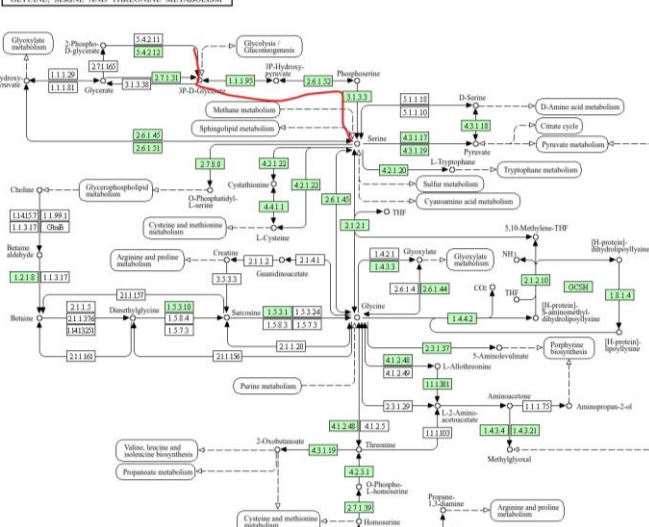 GLYCINE, SERINE AND THREONINE METABOLISM
Glyoxylate
metabolism
2-Phospho-
D-glycerate
5.4.2.11
5.4.2.12
Glycolysis /
Gluconeogenesis
2.7.1.165
1.1.1.29
1.1.1.81
Glycerate
3.1.3.38
2.7.1.31
3P-D-Glycerate
1.1.1.95
3P-Hydroxy-
pyruvate
2.6.1.52
Phosphoserine
3.1.3.3
Methane metabolism
Sphingolipid metabolism
5.1.1.18
5.1.1.10
D-Serine
D-Amino acid metabolism
4.3.1.18
Citrate cycle
2.6.1.45
2.6.1.51
Serine
4.3.1.17
4.3.1.19
Pyruvate
Pyruvate metabolism
2.7.8.8
4.2.1.22
4.2.1.22
4.2.1.20
L-Tryptophane
Tryptophane metabolism
Choline
Glycerophospholipid
metabolism
O-Phosphatidyl-
L-serine
Cystathionine
2.6.1.45
Sulfur metabolism
Cyanoamino acid metabolism
1.1.99.1
1.1.3.17
GbsB
4.4.1.1
THF
Cysteine and methionine
metabolism
L-Cysteine
2.1.2.1
5,10-Methylene-THF
[H-protein]-
dihydrolipoyllysine
Betaine
aldehyde
Arginine and proline
metabolism
Creatine
2.1.1.2
2.1.4.1
Guanidinoacetate
1.4.2.1
1.4.3.3
Glyoxylate
Glyoxylate
metabolism
NH3
1.2.1.8
1.1.3.17
3.5.3.3
2.6.1.4
2.6.1.44
CO2
THF
2.1.2.10
GCSH
1.8.1.4
2.1.1.157
Betaine
2.1.1.5
Dimethylglycine
1.5.3.10
1.5.8.4
1.5.7.3
Sarcosine
1.5.3.1
1.5.3.24
1.5.8.3
1.5.7.3
Glycine
1.4.4.2
[H-protein]-
S-aminomethyl-
dihydrolipoyllysine
[H-protein]-
lipoyllysine
2.1.1.161
2.1.1.156
2.1.1.20
2.3.1.37
5-Aminolevulinate
Porphyrine
biosynthesis
4.1.2.48
4.1.2.49
L-Allothronine
Purine metabolism
1.1.1.381
2.3.1.29
L-2-Amino-
acetoacetate
Aminoacetone
1.1.1.75
Aminopropan-2-ol
4.1.2.48
4.1.2.5
1.1.1.103
1.4.3.4
1.4.3.21
Valine, leucine and
isoleucine biosynthesis
2-Oxobutanoate
4.3.1.19
Threonine
Methylglyoxal
Propanoate metabolism
4.2.3.1
O-Phospho-
L-homoserine
2.7.1.39
Propane-
1,3-diamine
Arginine and proline
metabolism
Cysteine and methionine
metabolism
Homoserine